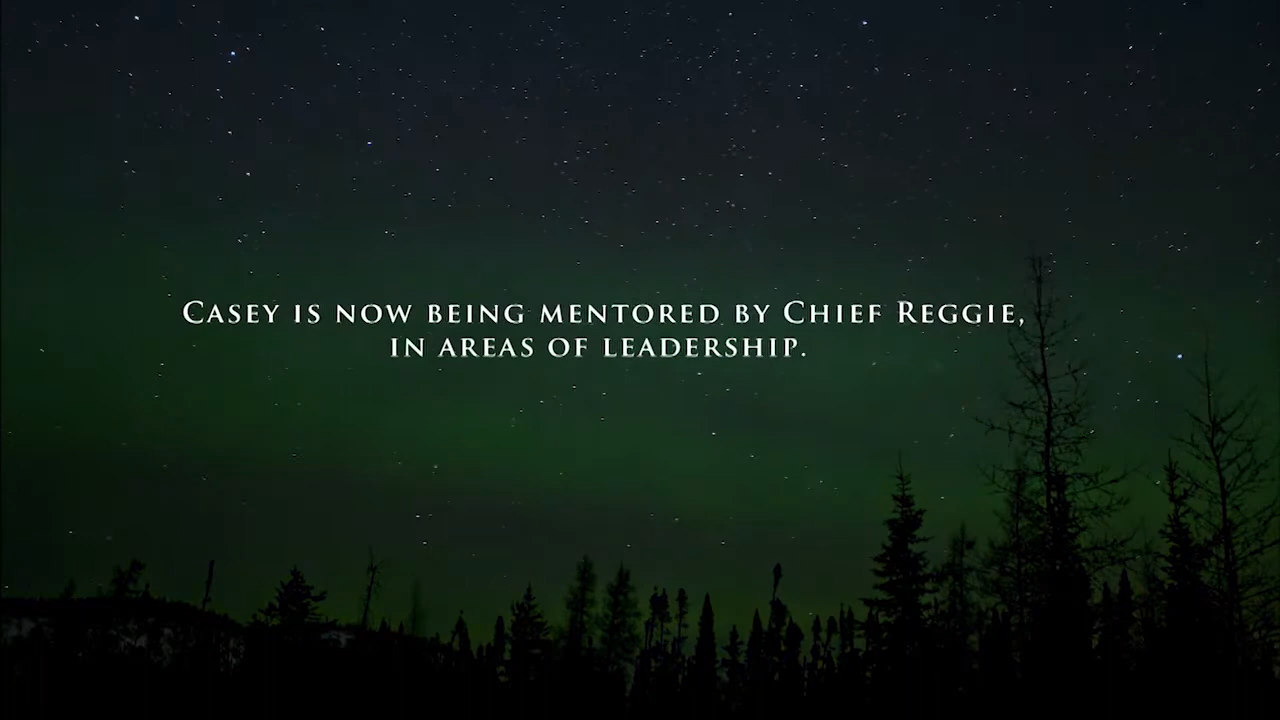 Casey is now being mentored by Chief Reggie,
in areas of leadership.